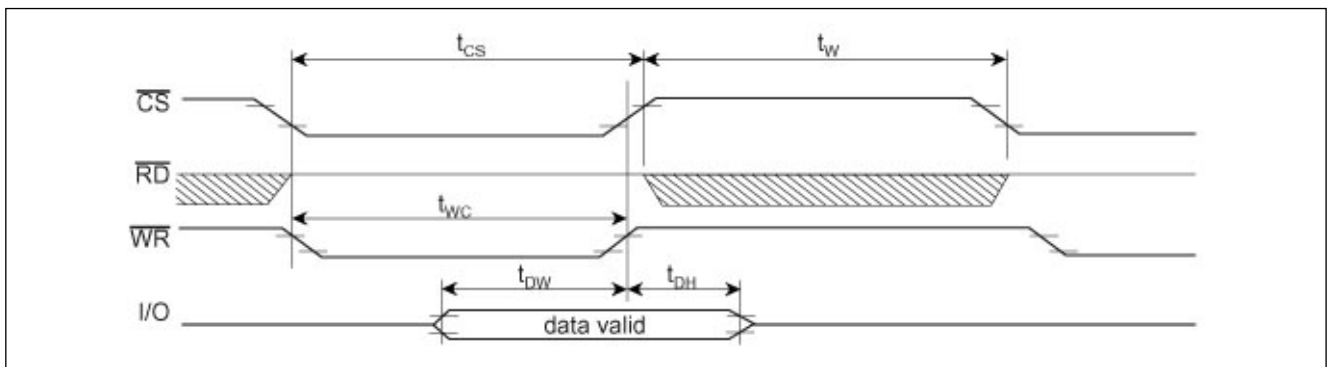 tCS tW
CS
RD
tWC
WR
tDW tDH
I/O data valid